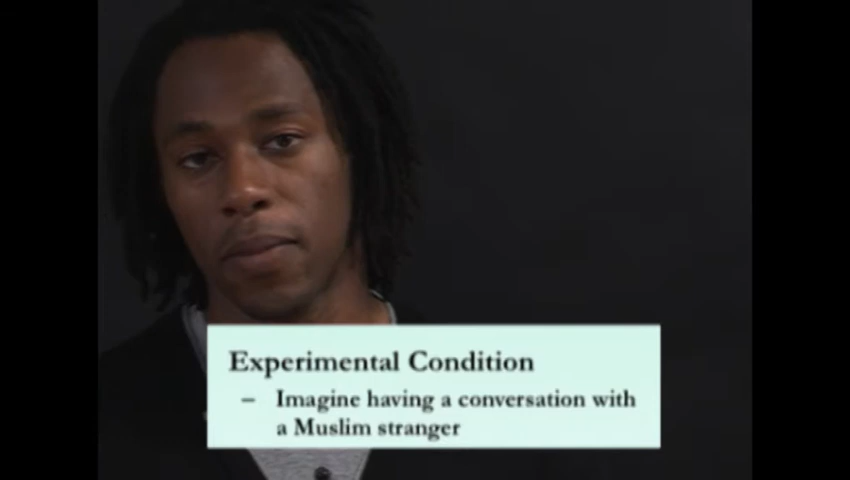 Experimental Condition
– Imagine having a conversation with
a Muslim stranger